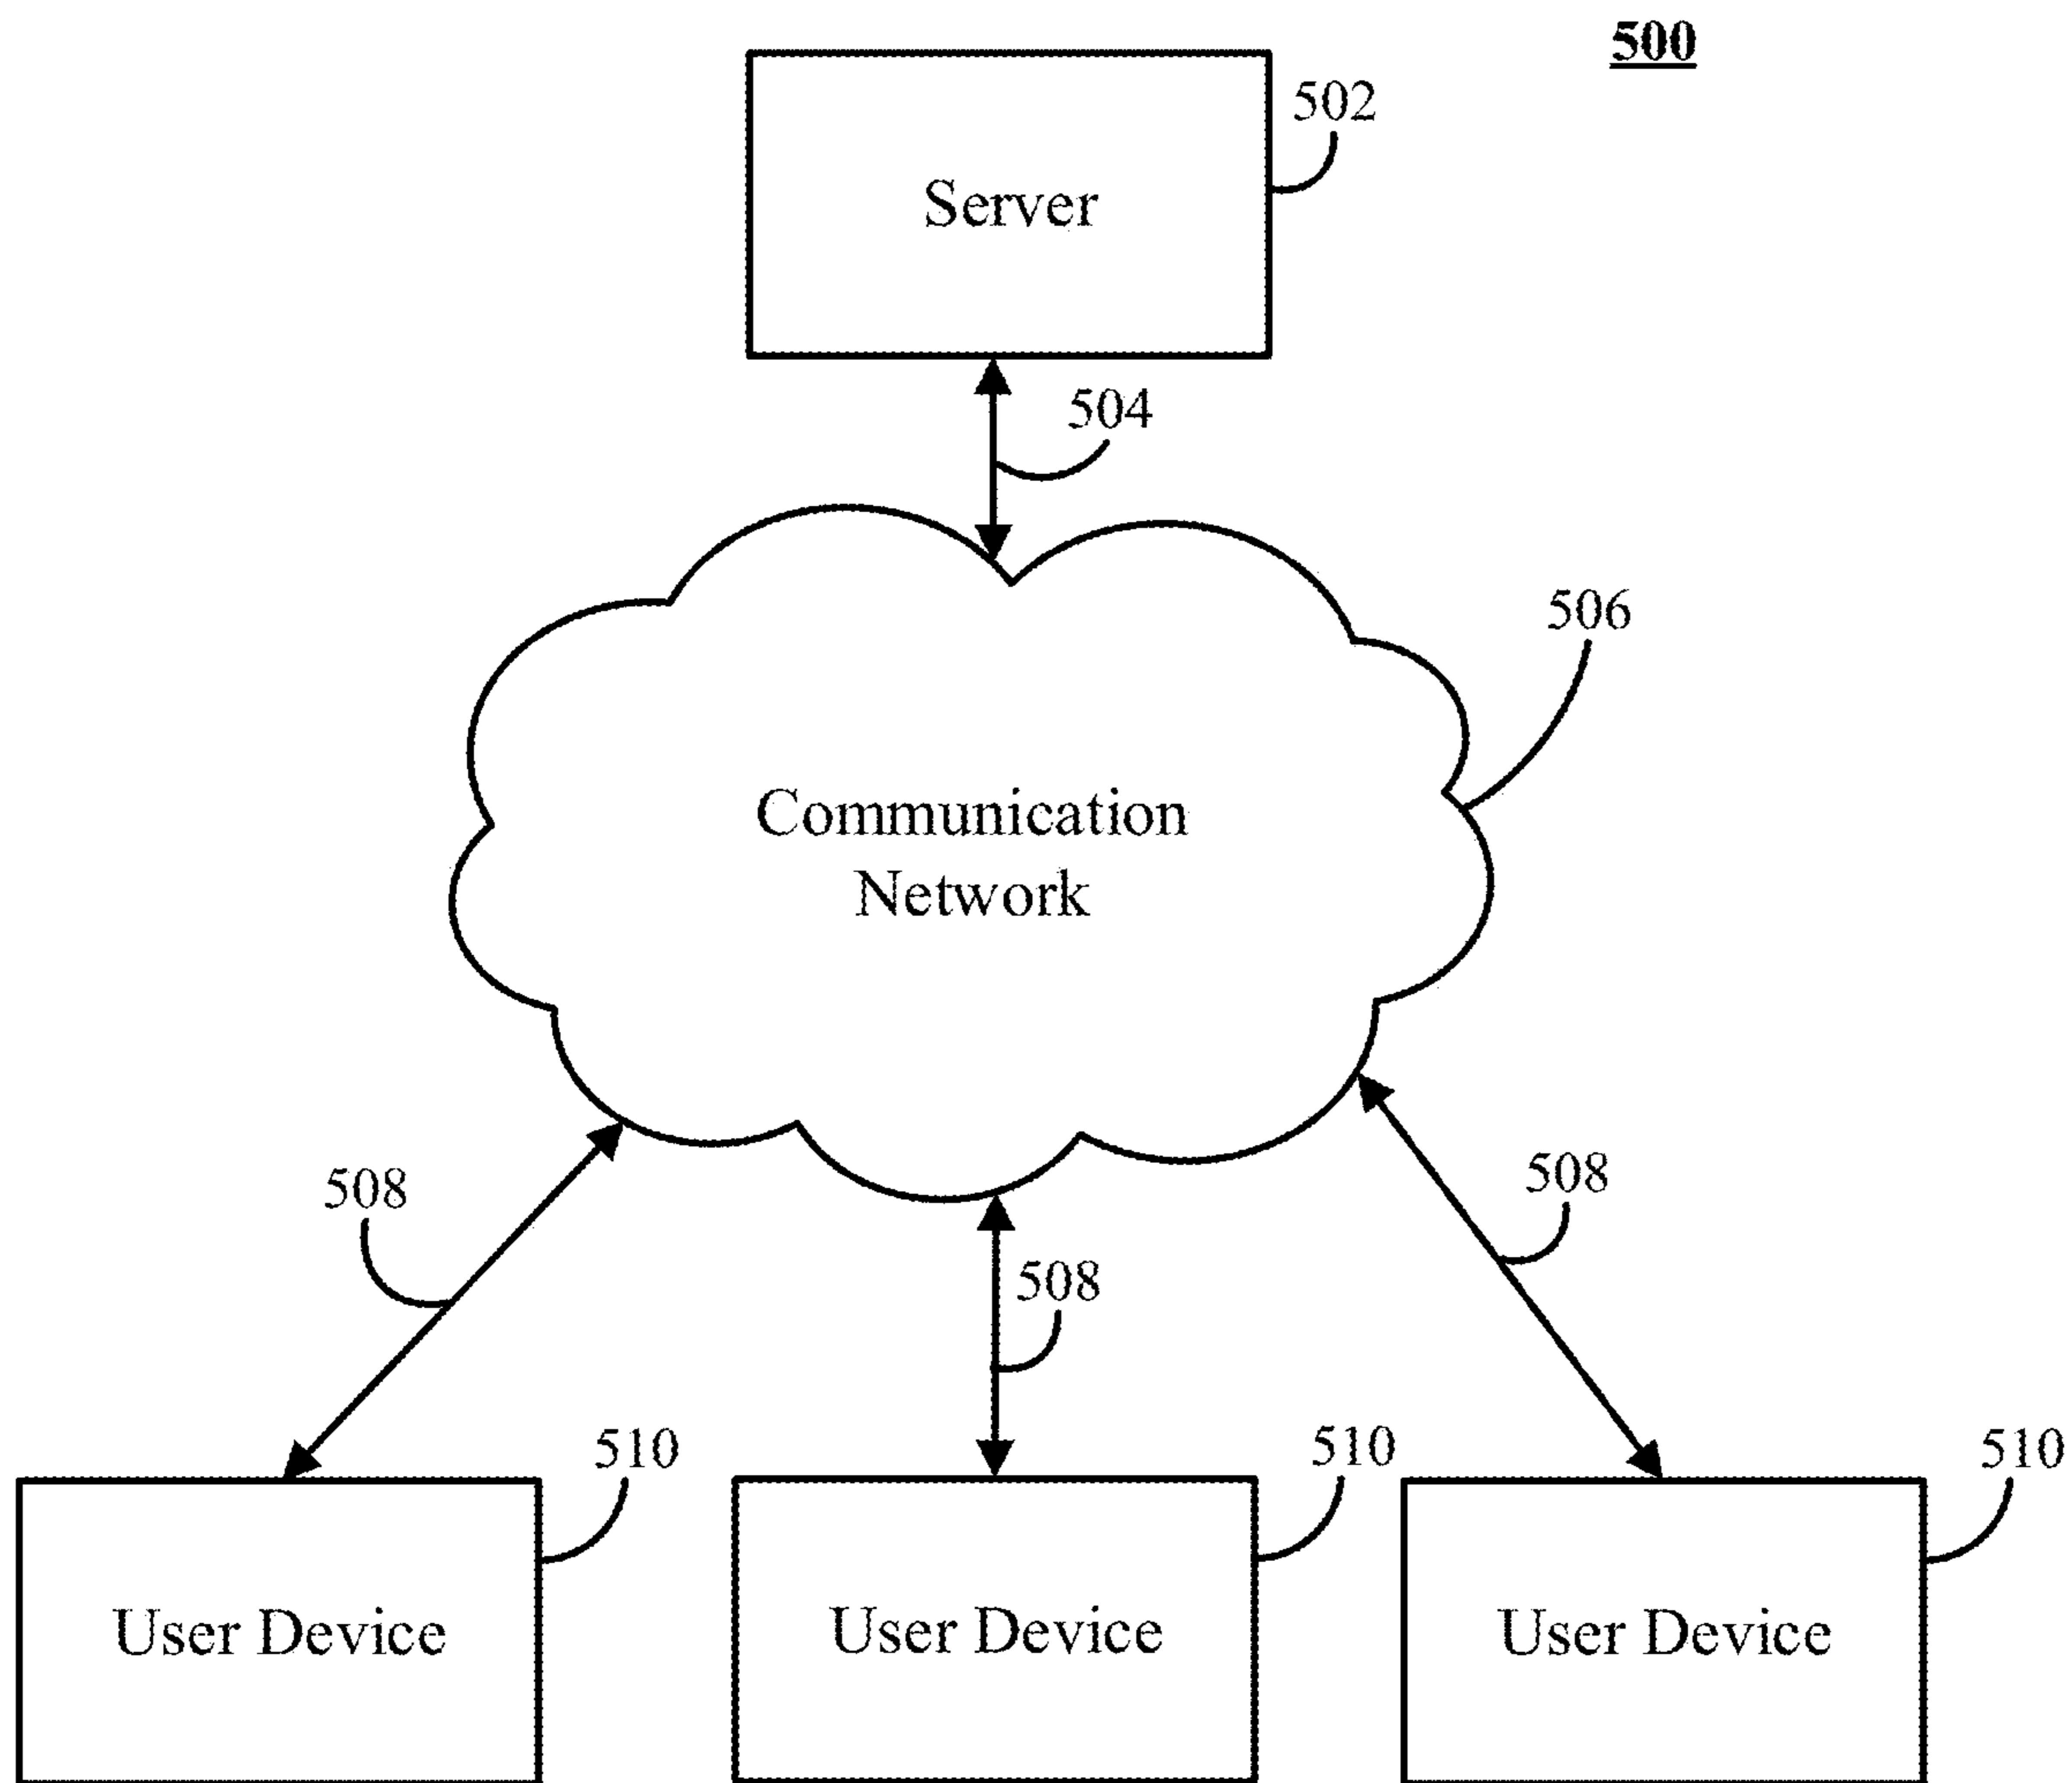 500
502
Server
504
506
Communication
Network
508
508
508
510
510
510
User Device
User Device
User Device